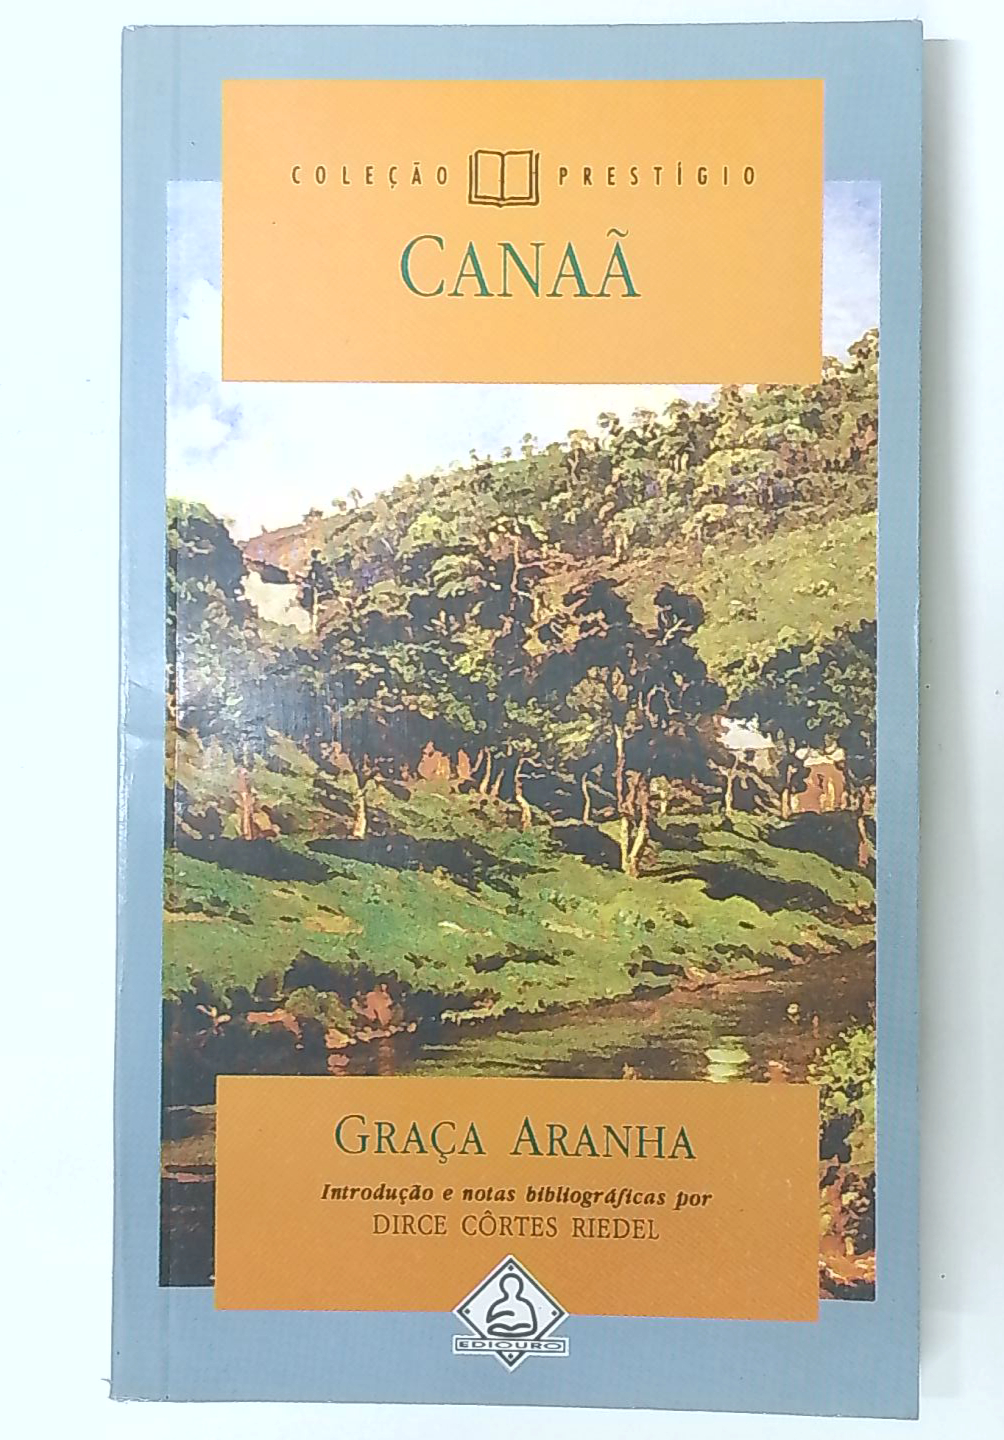 COLEÇÃO PRESTÍGIO
CANAÃ
GRAÇA ARANHA
Introdução e notas bibliográficas por
DIRCE CÔRTES RIEDEL
EDIOURO